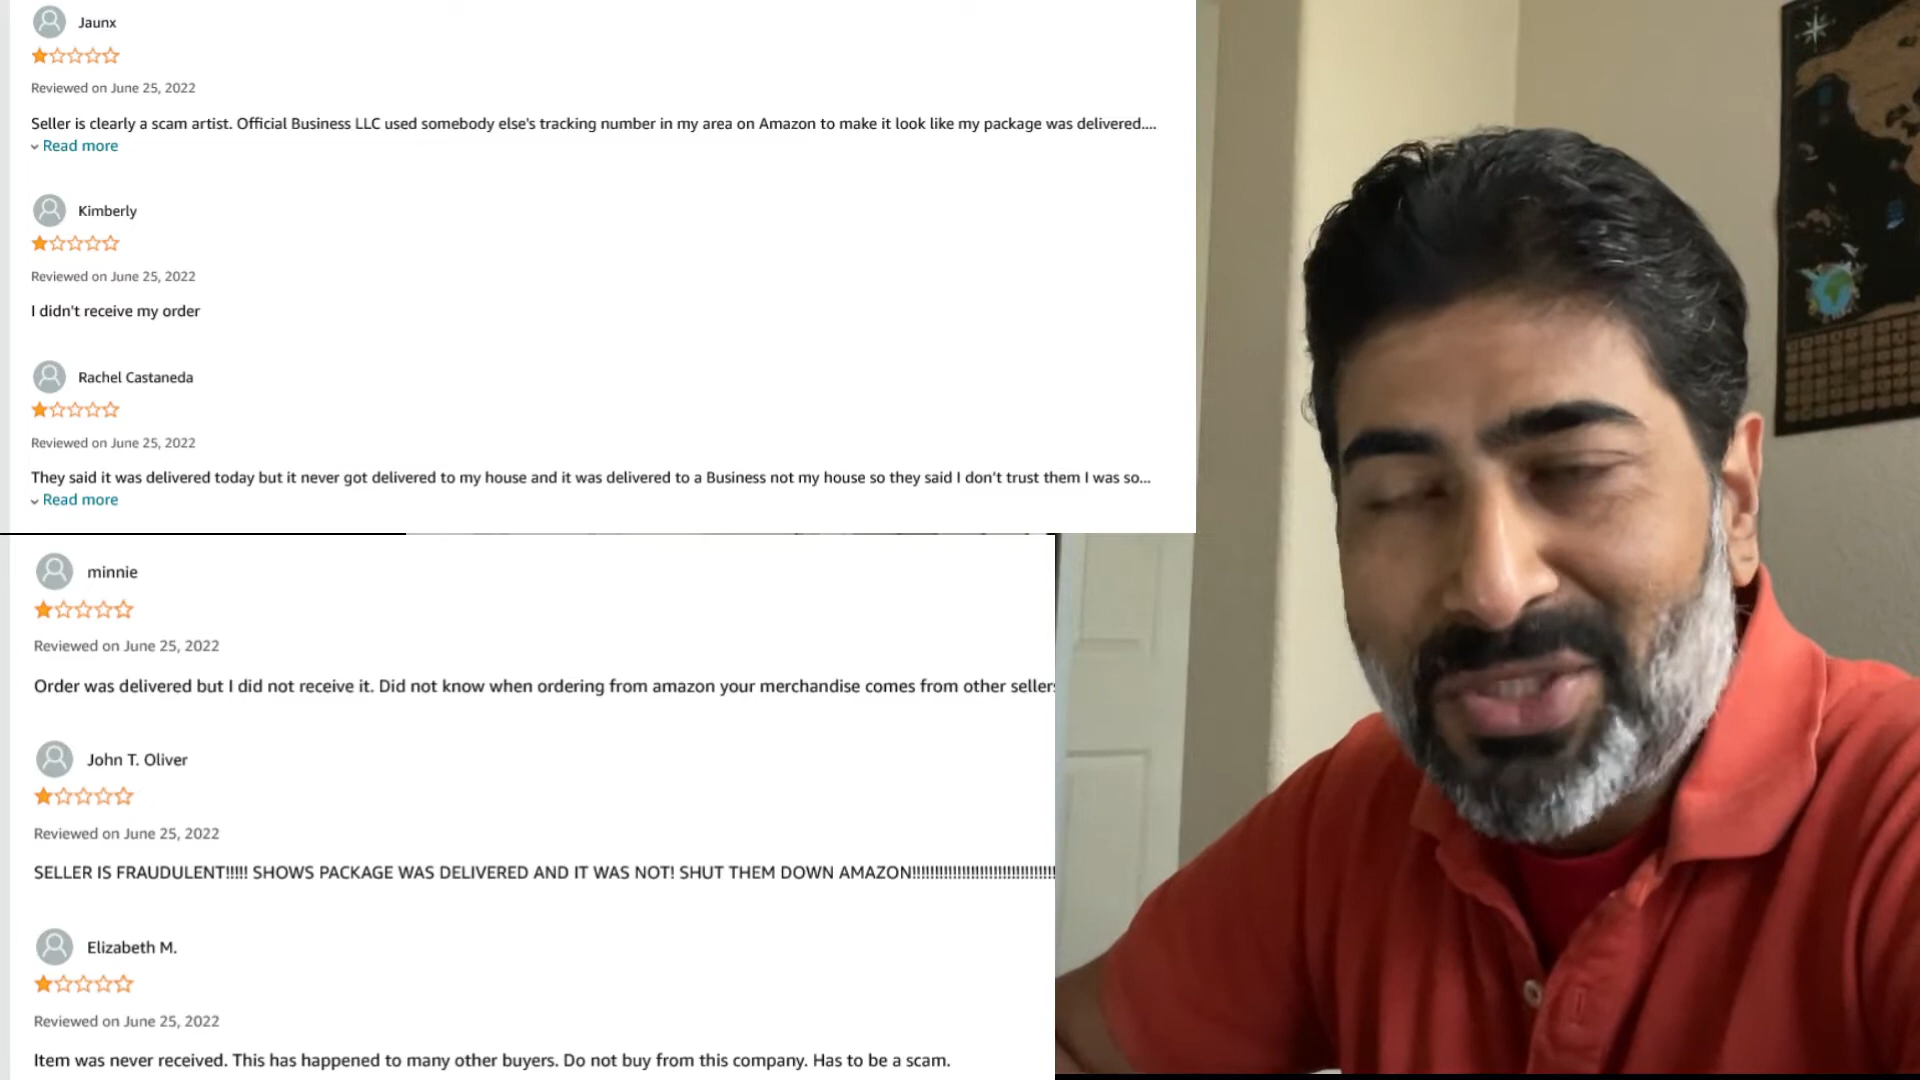 Jaunx
Reviewed on June 25, 2022
Seller is clearly a scam artist. Official Business LLC used somebody else's tracking number in my area on Amazon to make it look like my package was delivered....
Read more
Kimberly
Reviewed on June 25, 2022
I didn't receive my order
Rachel Castaneda
Reviewed on June 25, 2022
They said it was delivered today but it never got delivered to my house and it was delivered to a Business not my house so they said I don't trust them I was so...
Read more
minnie
Reviewed on June 25, 2022
Order was delivered but I did not receive it. Did not know when ordering from amazon your merchandise comes from other sellers
John T. Oliver
Reviewed on June 25, 2022
SELLER IS FRAUDULENT!!!!! SHOWS PACKAGE WAS DELIVERED AND IT WAS NOT! SHUT THEM DOWN AMAZON!!!!!!!!!!!!!!!!!!!!!!!!!!!!!!!!
Elizabeth M.
Reviewed on June 25, 2022
Item was never received. This has happened to many other buyers. Do not buy from this company. Has to be a scam.